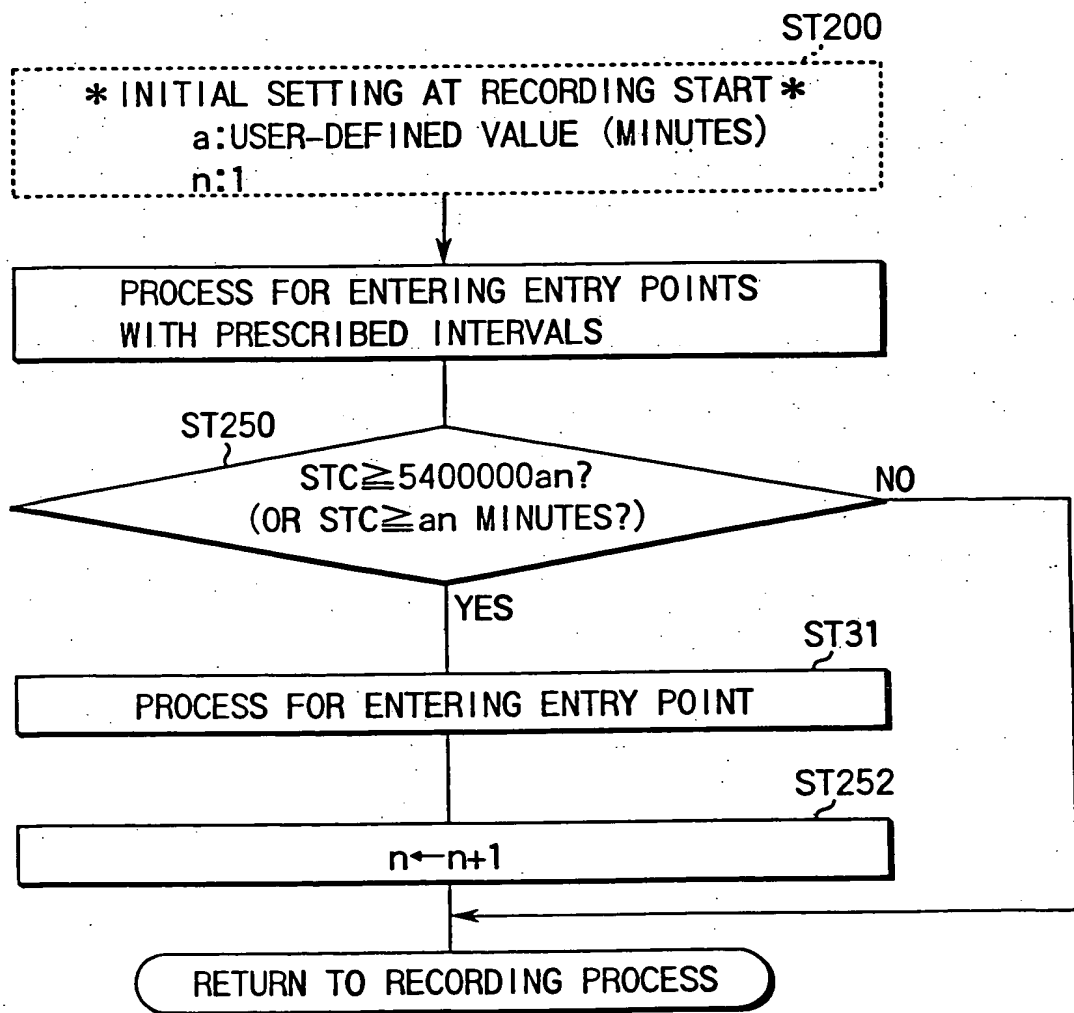 ST200
* INITIAL SETTING AT RECORDING START *
a:USER-DEFINED VALUE (MINUTES)
n:1
PROCESS FOR ENTERING ENTRY POINTS
WITH PRESCRIBED INTERVALS
ST250
STC≧5400000an?
(OR STC≧an MINUTES?)
NO
YES
ST31
PROCESS FOR ENTERING ENTRY POINT
ST252
n←n+1
RETURN TO RECORDING PROCESS